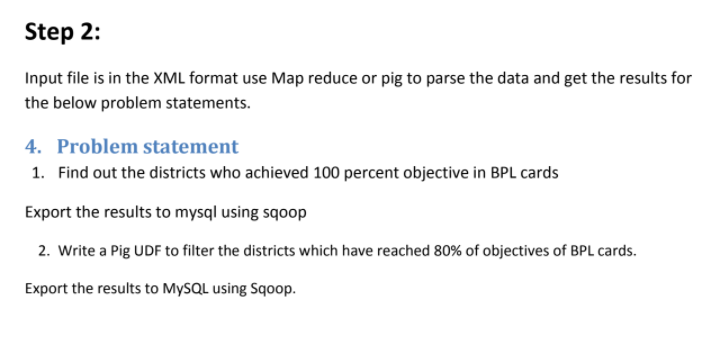 Step 2:
Input file is in the XML format use Map reduce or pig to parse the data and get the results for
the below problem statements.
4. Problem statement
1. Find out the districts who achieved 100 percent objective in BPL cards
Export the results to mysql using sqoop
2. Write a Pig UDF to filter the districts which have reached 80% of objectives of BPL cards.
Export the results to MySQL using Sqoop.